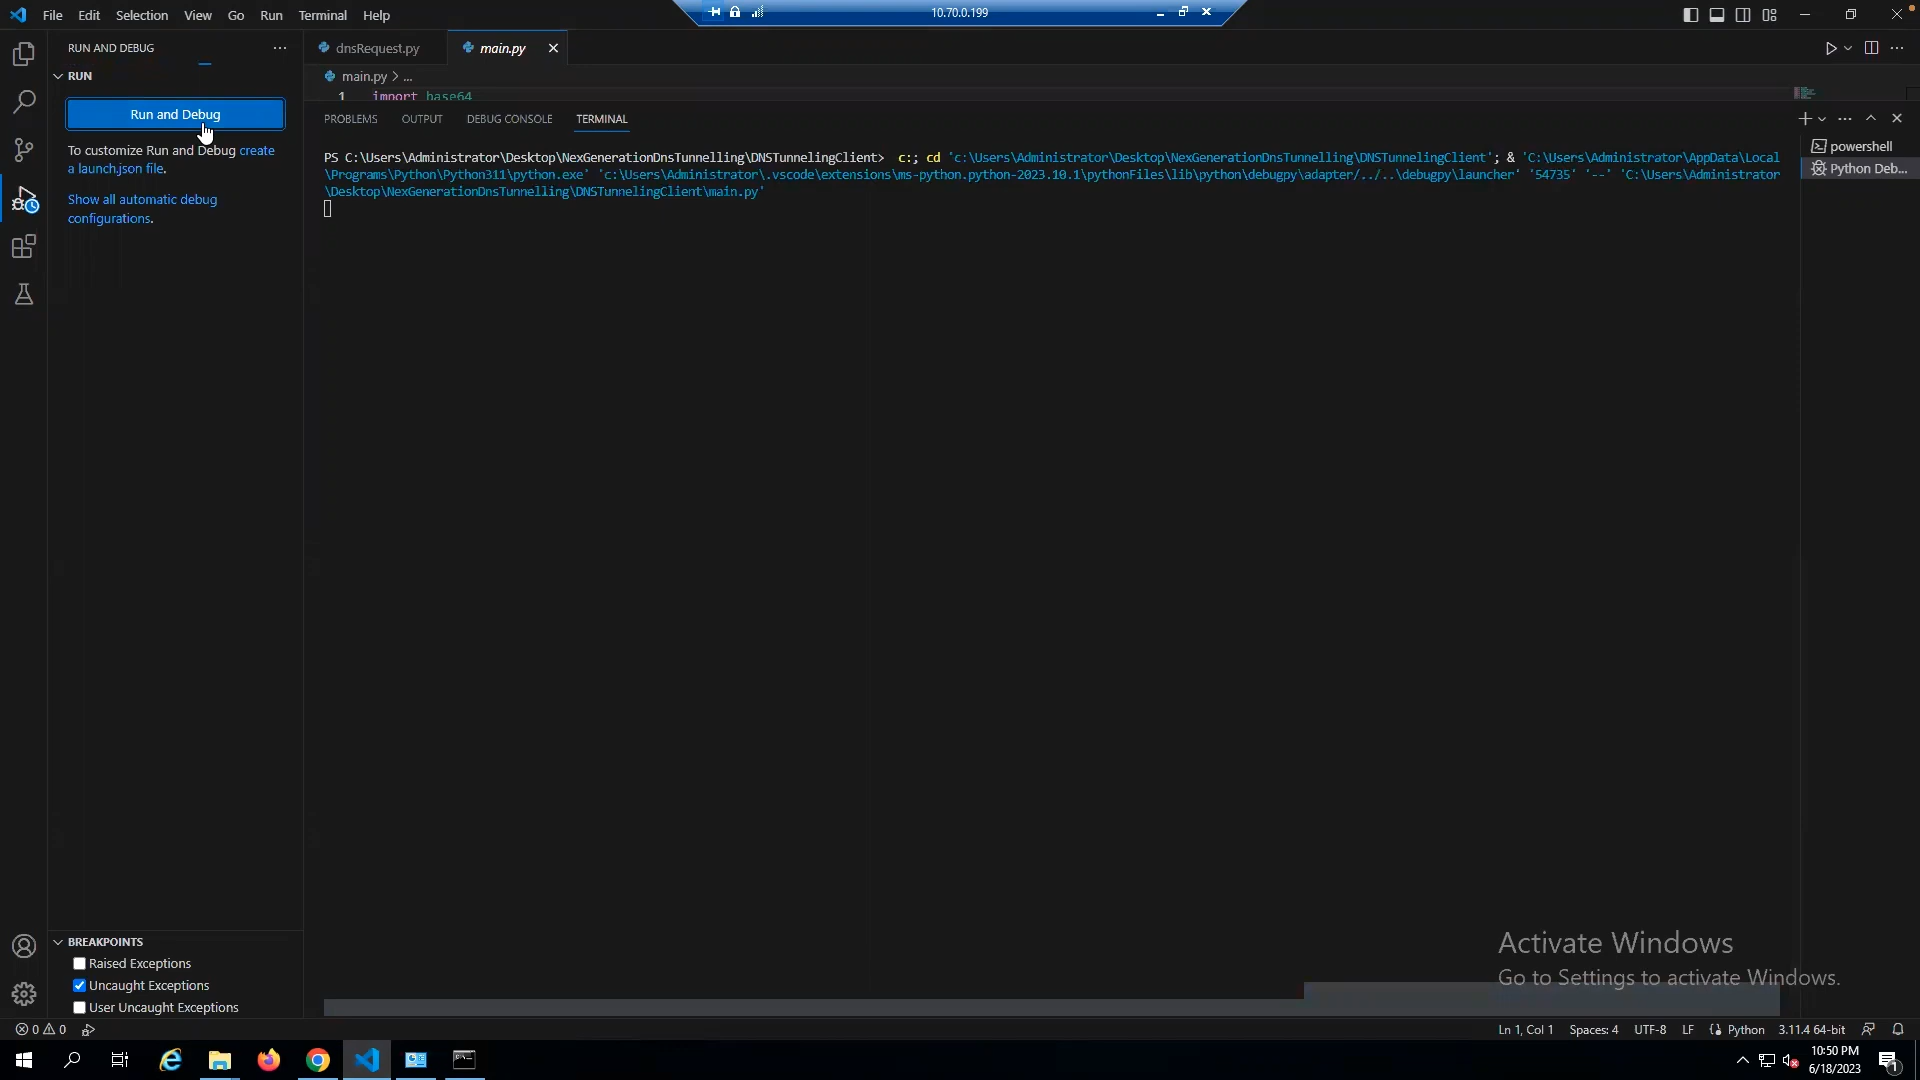 File Edit Selection View Go Run Terminal Help
10.70.0.199
RUN AND DEBUG
dnsRequest.py
main.py
RUN
main.py > ...
1 import base64
Run and Debug
To customize Run and Debug create
a launch.json file.
Show all automatic debug
configurations.
PROBLEMS OUTPUT DEBUG CONSOLE TERMINAL
PS C:\Users\Administrator\Desktop\NexGenerationDnsTunnelling\DNSTunnelingClient> c:; cd 'c:\Users\Administrator\Desktop\NexGenerationDnsTunnelling\DNSTunnelingClient'; & 'C:\Users\Administrator\AppData\Local
\Programs\Python\Python311\python.exe' 'c:\Users\Administrator\.vscode\extensions\ms-python.python-2023.10.1\pythonFiles\lib\python\debugpy\adapter/../..\debugpy\launcher' '54735' '--' 'C:\Users\Administrator
\Desktop\NexGenerationDnsTunnelling\DNSTunnelingClient\main.py'
powershell
Python Deb...
BREAKPOINTS
Raised Exceptions
Uncaught Exceptions
User Uncaught Exceptions
Activate Windows
Go to Settings to activate Windows.
0 0
Ln 1, Col 1 Spaces: 4 UTF-8 LF Python 3.11.4 64-bit
10:50 PM
6/18/2023
1